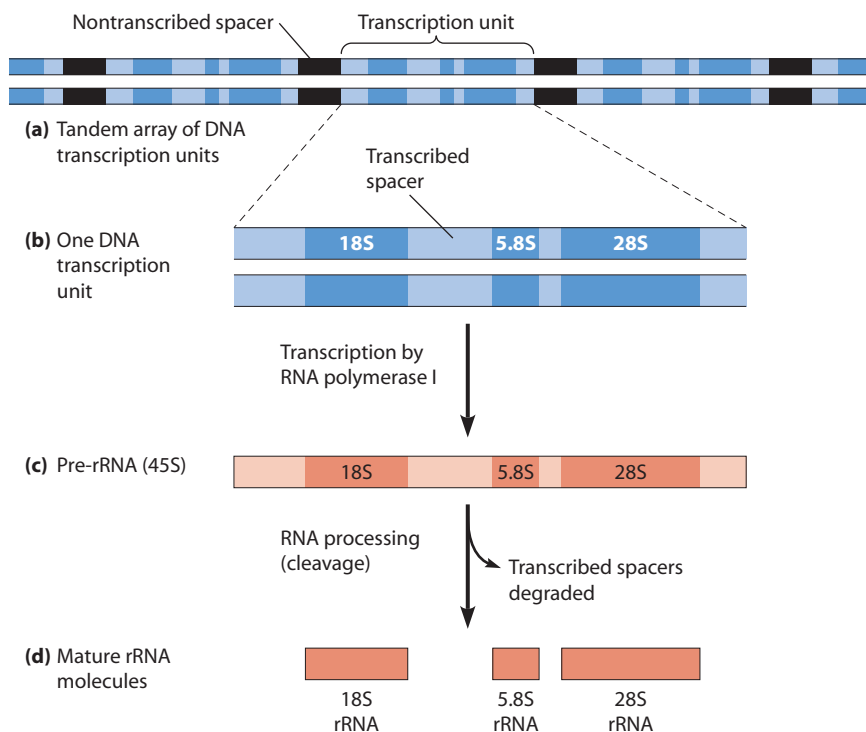 Nontranscribed spacer
Transcription unit
(a) Tandem array of DNA
transcription units
Transcribed
spacer
(b) One DNA
transcription
unit
18S
5.8S
28S
Transcription by
RNA polymerase I
(c) Pre-rRNA (45S)
18S
5.8S
28S
RNA processing
(cleavage)
Transcribed spacers
degraded
(d) Mature rRNA
molecules
18S
rRNA
5.8S
rRNA
28S
rRNA